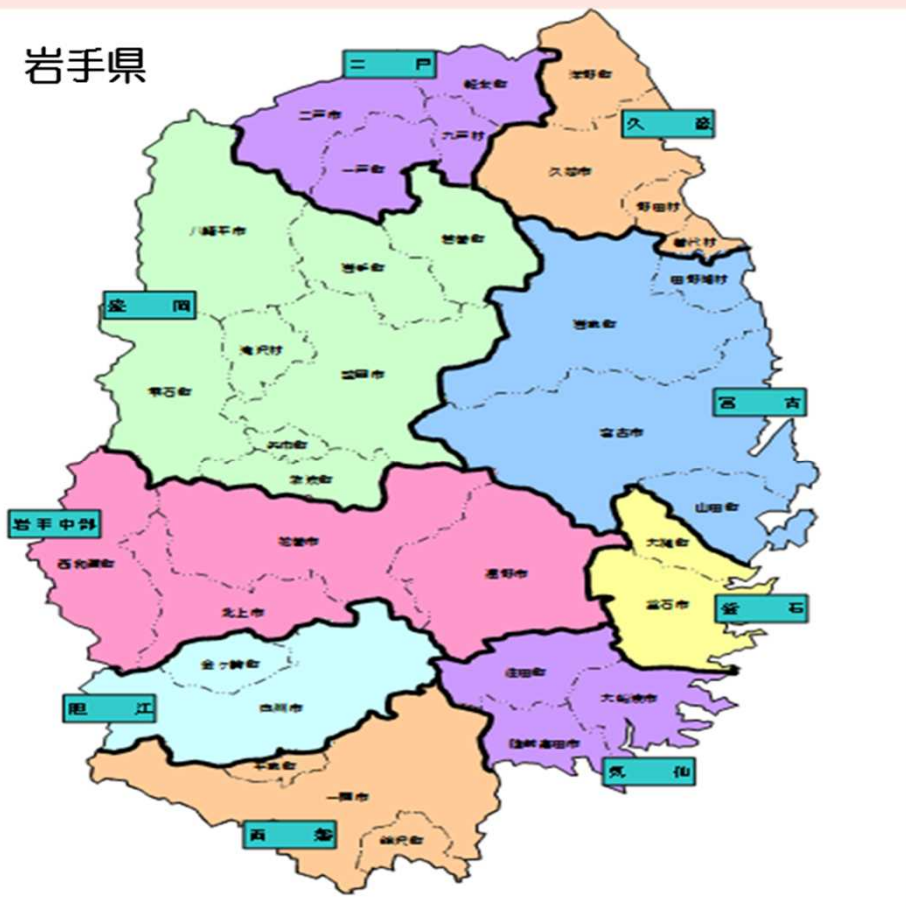 岩手県
二戸
軽米町
洋野町
二戸市
久慈
九戸村
一戸町
久慈市
野田村
八幡平市
葛巻町
普代村
岩手町
田野畑村
盛岡
岩泉町
滝沢村
盛岡市
雫石町
宮古
宮古市
矢巾町
紫波町
山田町
岩手中部
花巻市
大槌町
西和賀町
遠野市
釜石市
釜石
北上市
金ヶ崎町
住田町
大船渡市
胆江
奥州市
陸前高田市
平泉町
気仙
一関市
両磐
藤沢町